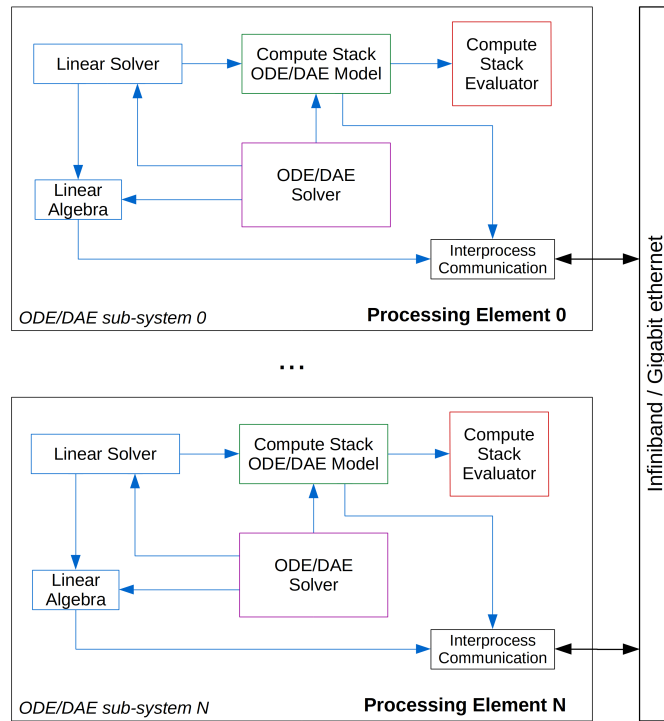 Linear Solver
Compute Stack
ODE/DAE Model
Compute
Stack
Evaluator
ODE/DAE
Solver
Linear
Algebra
Interprocess
Communication
ODE/DAE sub-system 0
Processing Element 0
...
Linear Solver
Compute Stack
ODE/DAE Model
Compute
Stack
Evaluator
ODE/DAE
Solver
Linear
Algebra
Interprocess
Communication
ODE/DAE sub-system N
Processing Element N
Infiniband / Gigabit ethernet